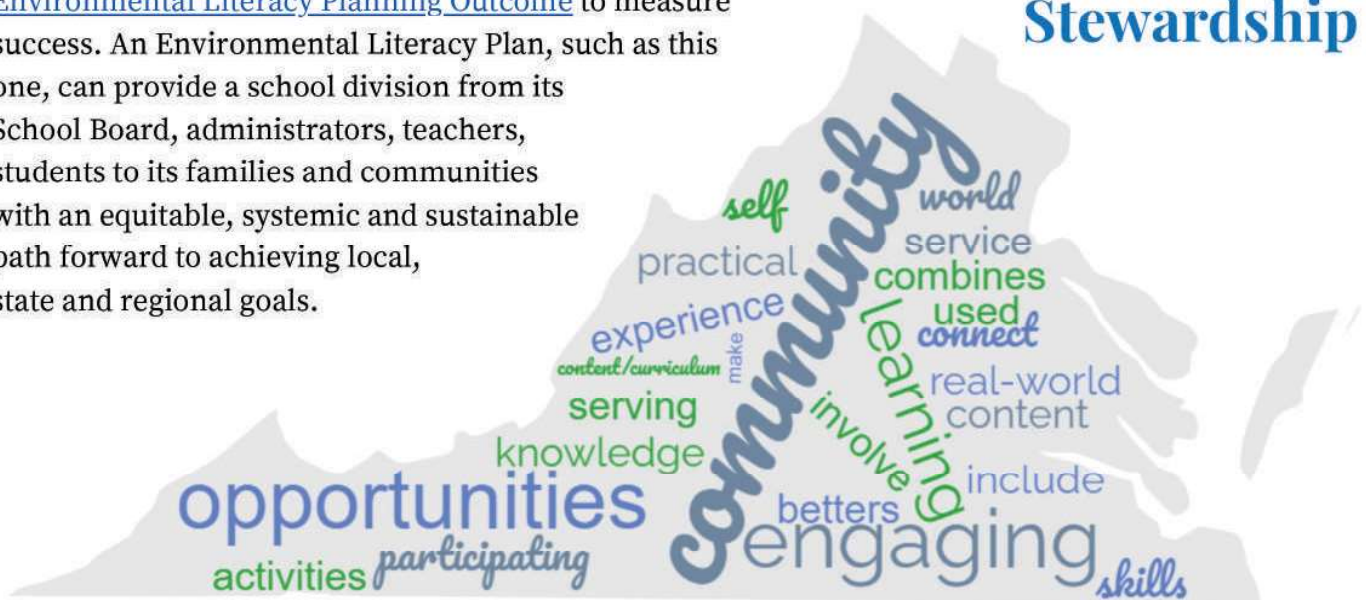 Environmental Literacy Planning Outcome to measure
success. An Environmental Literacy Plan, such as this
one, can provide a school division from its
School Board, administrators, teachers,
students to its families and communities
with an equitable, systemic and sustainable
path forward to achieving local,
state and regional goals.
Stewardship
community
self
world
practical
service
combines
experience
used
connect
make
content/curriculum
learning
real-world
serving
content
involve
knowledge
include
opportunities
betters
engaging
participating
activities
skills